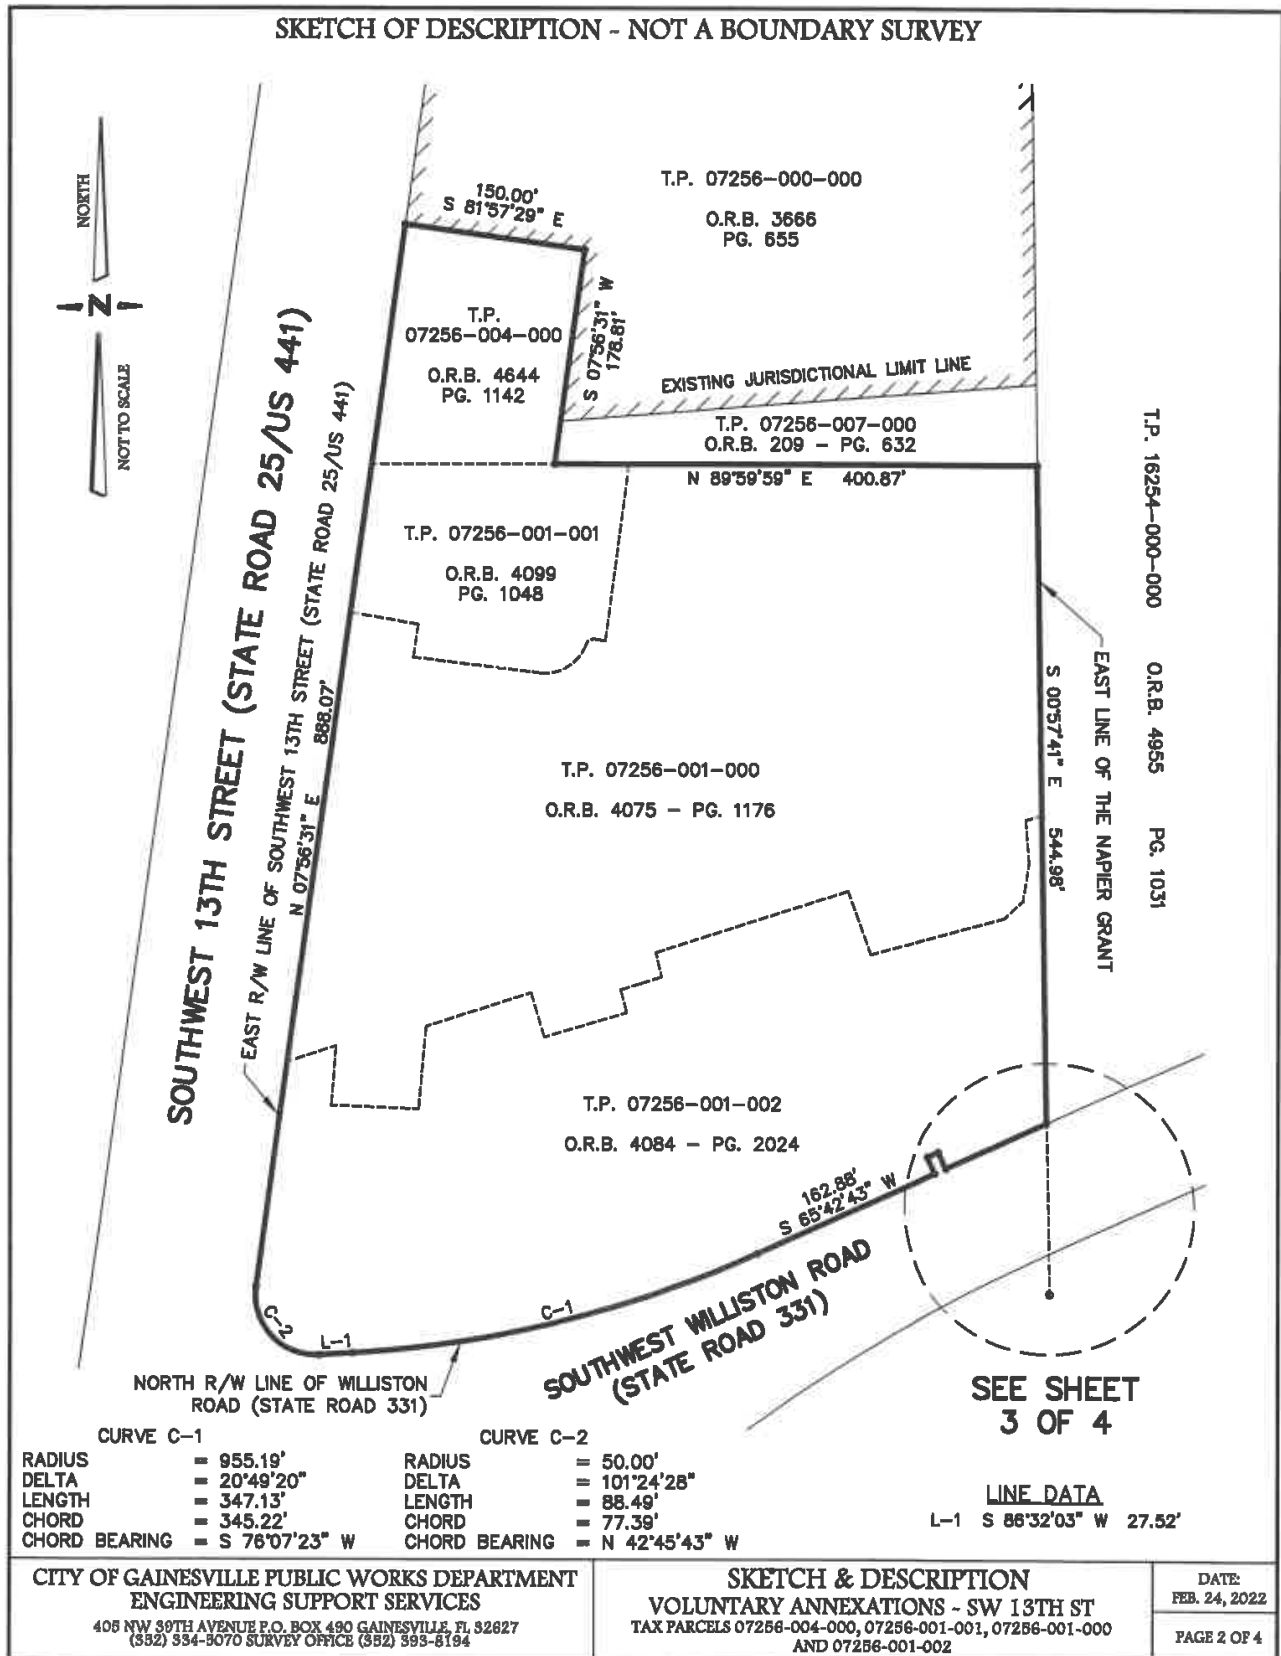 SKETCH OF DESCRIPTION - NOT A BOUNDARY SURVEY
NORTH
N
NOT TO SCALE
150.00'
S 81°57'29" E
T.P. 07256-000-000
O.R.B. 3666
PG. 655
T.P.
07256-004-000
O.R.B. 4644
PG. 1142
S 07°56'31" W
178.81'
EXISTING JURISDICTIONAL LIMIT LINE
T.P. 07256-007-000
O.R.B. 209 - PG. 632
N 89°59'59" E 400.87'
T.P. 16254-000-000 O.R.B. 4955 PG. 1031
SOUTHWEST 13TH STREET (STATE ROAD 25/US 441)
EAST R/W LINE OF SOUTHWEST 13TH STREET (STATE ROAD 25/US 441)
N 07°56'31" E 888.07'
T.P. 07256-001-001
O.R.B. 4099
PG. 1048
EAST LINE OF THE NAPIER GRANT
S 00°57'41" E 544.98'
T.P. 07256-001-000
O.R.B. 4075 - PG. 1176
T.P. 07256-001-002
O.R.B. 4084 - PG. 2024
162.88'
S 65°42'43" W
C-2
L-1
C-1
SOUTHWEST WILLISTON ROAD
(STATE ROAD 331)
NORTH R/W LINE OF WILLISTON
ROAD (STATE ROAD 331)
SEE SHEET
3 OF 4
CURVE C-1
RADIUS = 955.19'
DELTA = 20°49'20"
LENGTH = 347.13'
CHORD = 345.22'
CHORD BEARING = S 76°07'23" W
CURVE C-2
RADIUS = 50.00'
DELTA = 101°24'28"
LENGTH = 88.49'
CHORD = 77.39'
CHORD BEARING = N 42°45'43" W
LINE DATA
L-1 S 86°32'03" W 27.52'
CITY OF GAINESVILLE PUBLIC WORKS DEPARTMENT
ENGINEERING SUPPORT SERVICES
405 NW 39TH AVENUE P.O. BOX 490 GAINESVILLE, FL 32627
(352) 334-5070 SURVEY OFFICE (352) 393-8194
SKETCH & DESCRIPTION
VOLUNTARY ANNEXATIONS - SW 13TH ST
TAX PARCELS 07256-004-000, 07256-001-001, 07256-001-000
AND 07256-001-002
DATE:
FEB. 24, 2022
PAGE 2 OF 4